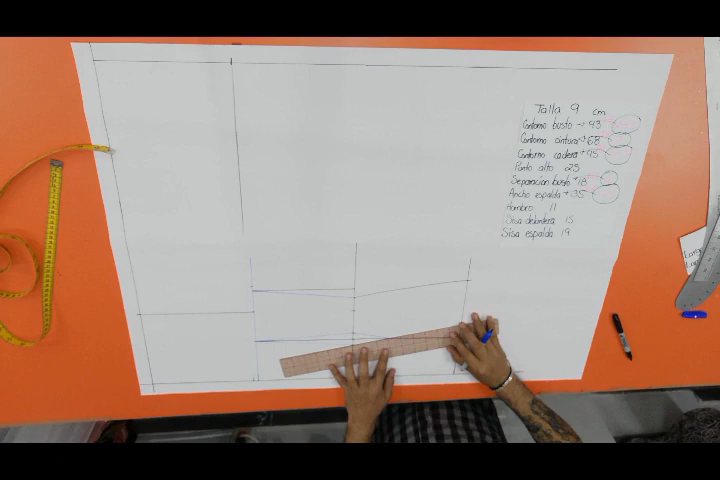 Talla 9 cm
Contorno busto → 93
Contorno cintura → 68
Contorno cadera → 95
Punto alto 25
Separacion busto → 18
Ancho espalda → 35
Hombro 11
Sisa delantera 15
Sisa espalda 19